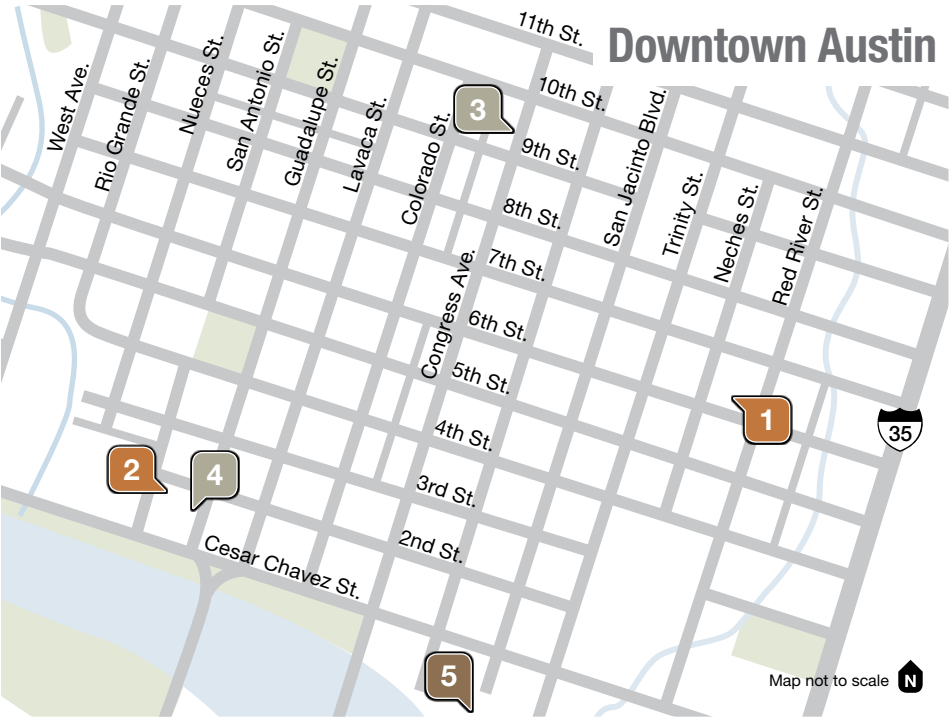 Downtown Austin
11th St.
10th St.
9th St.
8th St.
7th St.
6th St.
5th St.
4th St.
3rd St.
2nd St.
Cesar Chavez St.
West Ave.
Rio Grande St.
Nueces St.
San Antonio St.
Guadalupe St.
Lavaca St.
Colorado St.
Congress Ave.
San Jacinto Blvd.
Trinity St.
Neches St.
Red River St.
3
1
35
2
4
5
Map not to scale
N